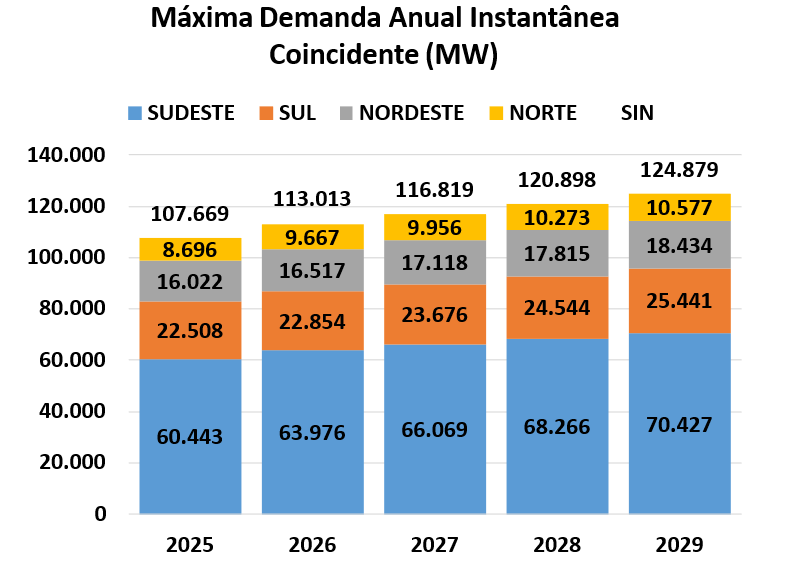 Máxima Demanda Anual Instantânea
Coincidente (MW)
SUDESTE SUL NORDESTE NORTE SIN
140.000
120.000
100.000
80.000
60.000
40.000
20.000
0
107.669 113.013 116.819 120.898 124.879
8.696 9.667 9.956 10.273 10.577
16.022 16.517 17.118 17.815 18.434
22.508 22.854 23.676 24.544 25.441
60.443 63.976 66.069 68.266 70.427
2025 2026 2027 2028 2029